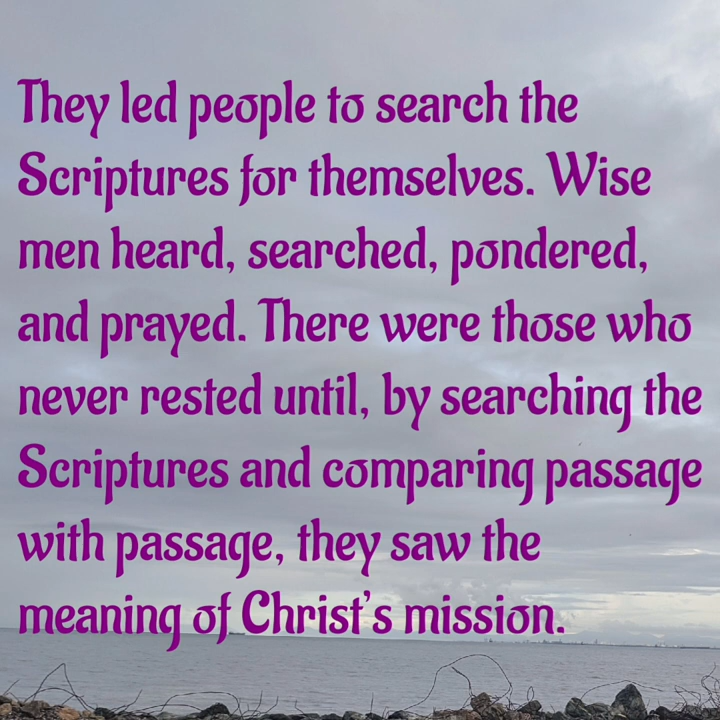 They led people to search the
Scriptures for themselves. Wise
men heard, searched, pondered,
and prayed. There were those who
never rested until, by searching the
Scriptures and comparing passage
with passage, they saw the
meaning of Christ's mission.